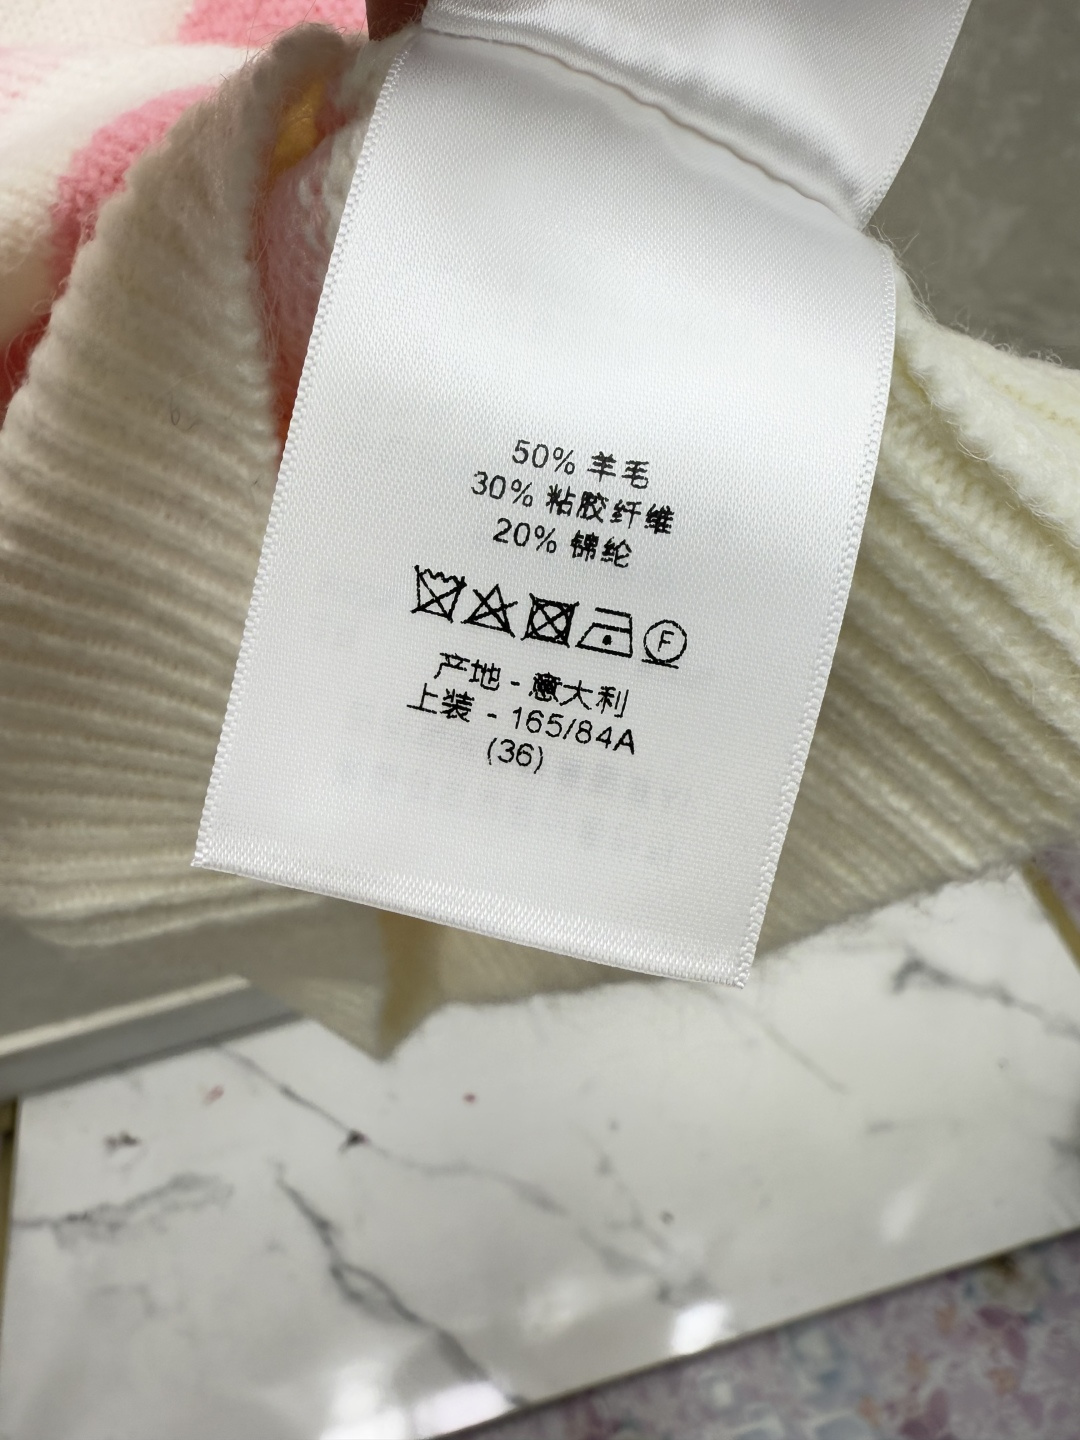 50% 羊毛
30% 粘胶纤维
20% 锦纶
F
产地 - 意大利
上装 - 165/84A
(36)